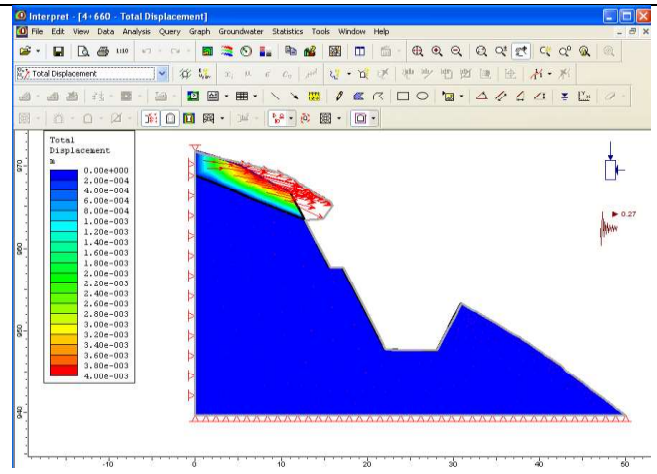 Interpret - [4+660 - Total Displacement]
File Edit View Data Analysis Query Graph Groundwater Statistics Tools Window Help
1:10
Total Displacement
Total
Displacement
m
0.00e+000
2.00e-004
4.00e-004
6.00e-004
8.00e-004
1.00e-003
1.20e-003
1.40e-003
1.60e-003
1.80e-003
2.00e-003
2.20e-003
2.40e-003
2.60e-003
2.80e-003
3.00e-003
3.20e-003
3.40e-003
3.60e-003
3.80e-003
4.00e-003
0.27
970
960
950
940
-10 0 10 20 30 40 50